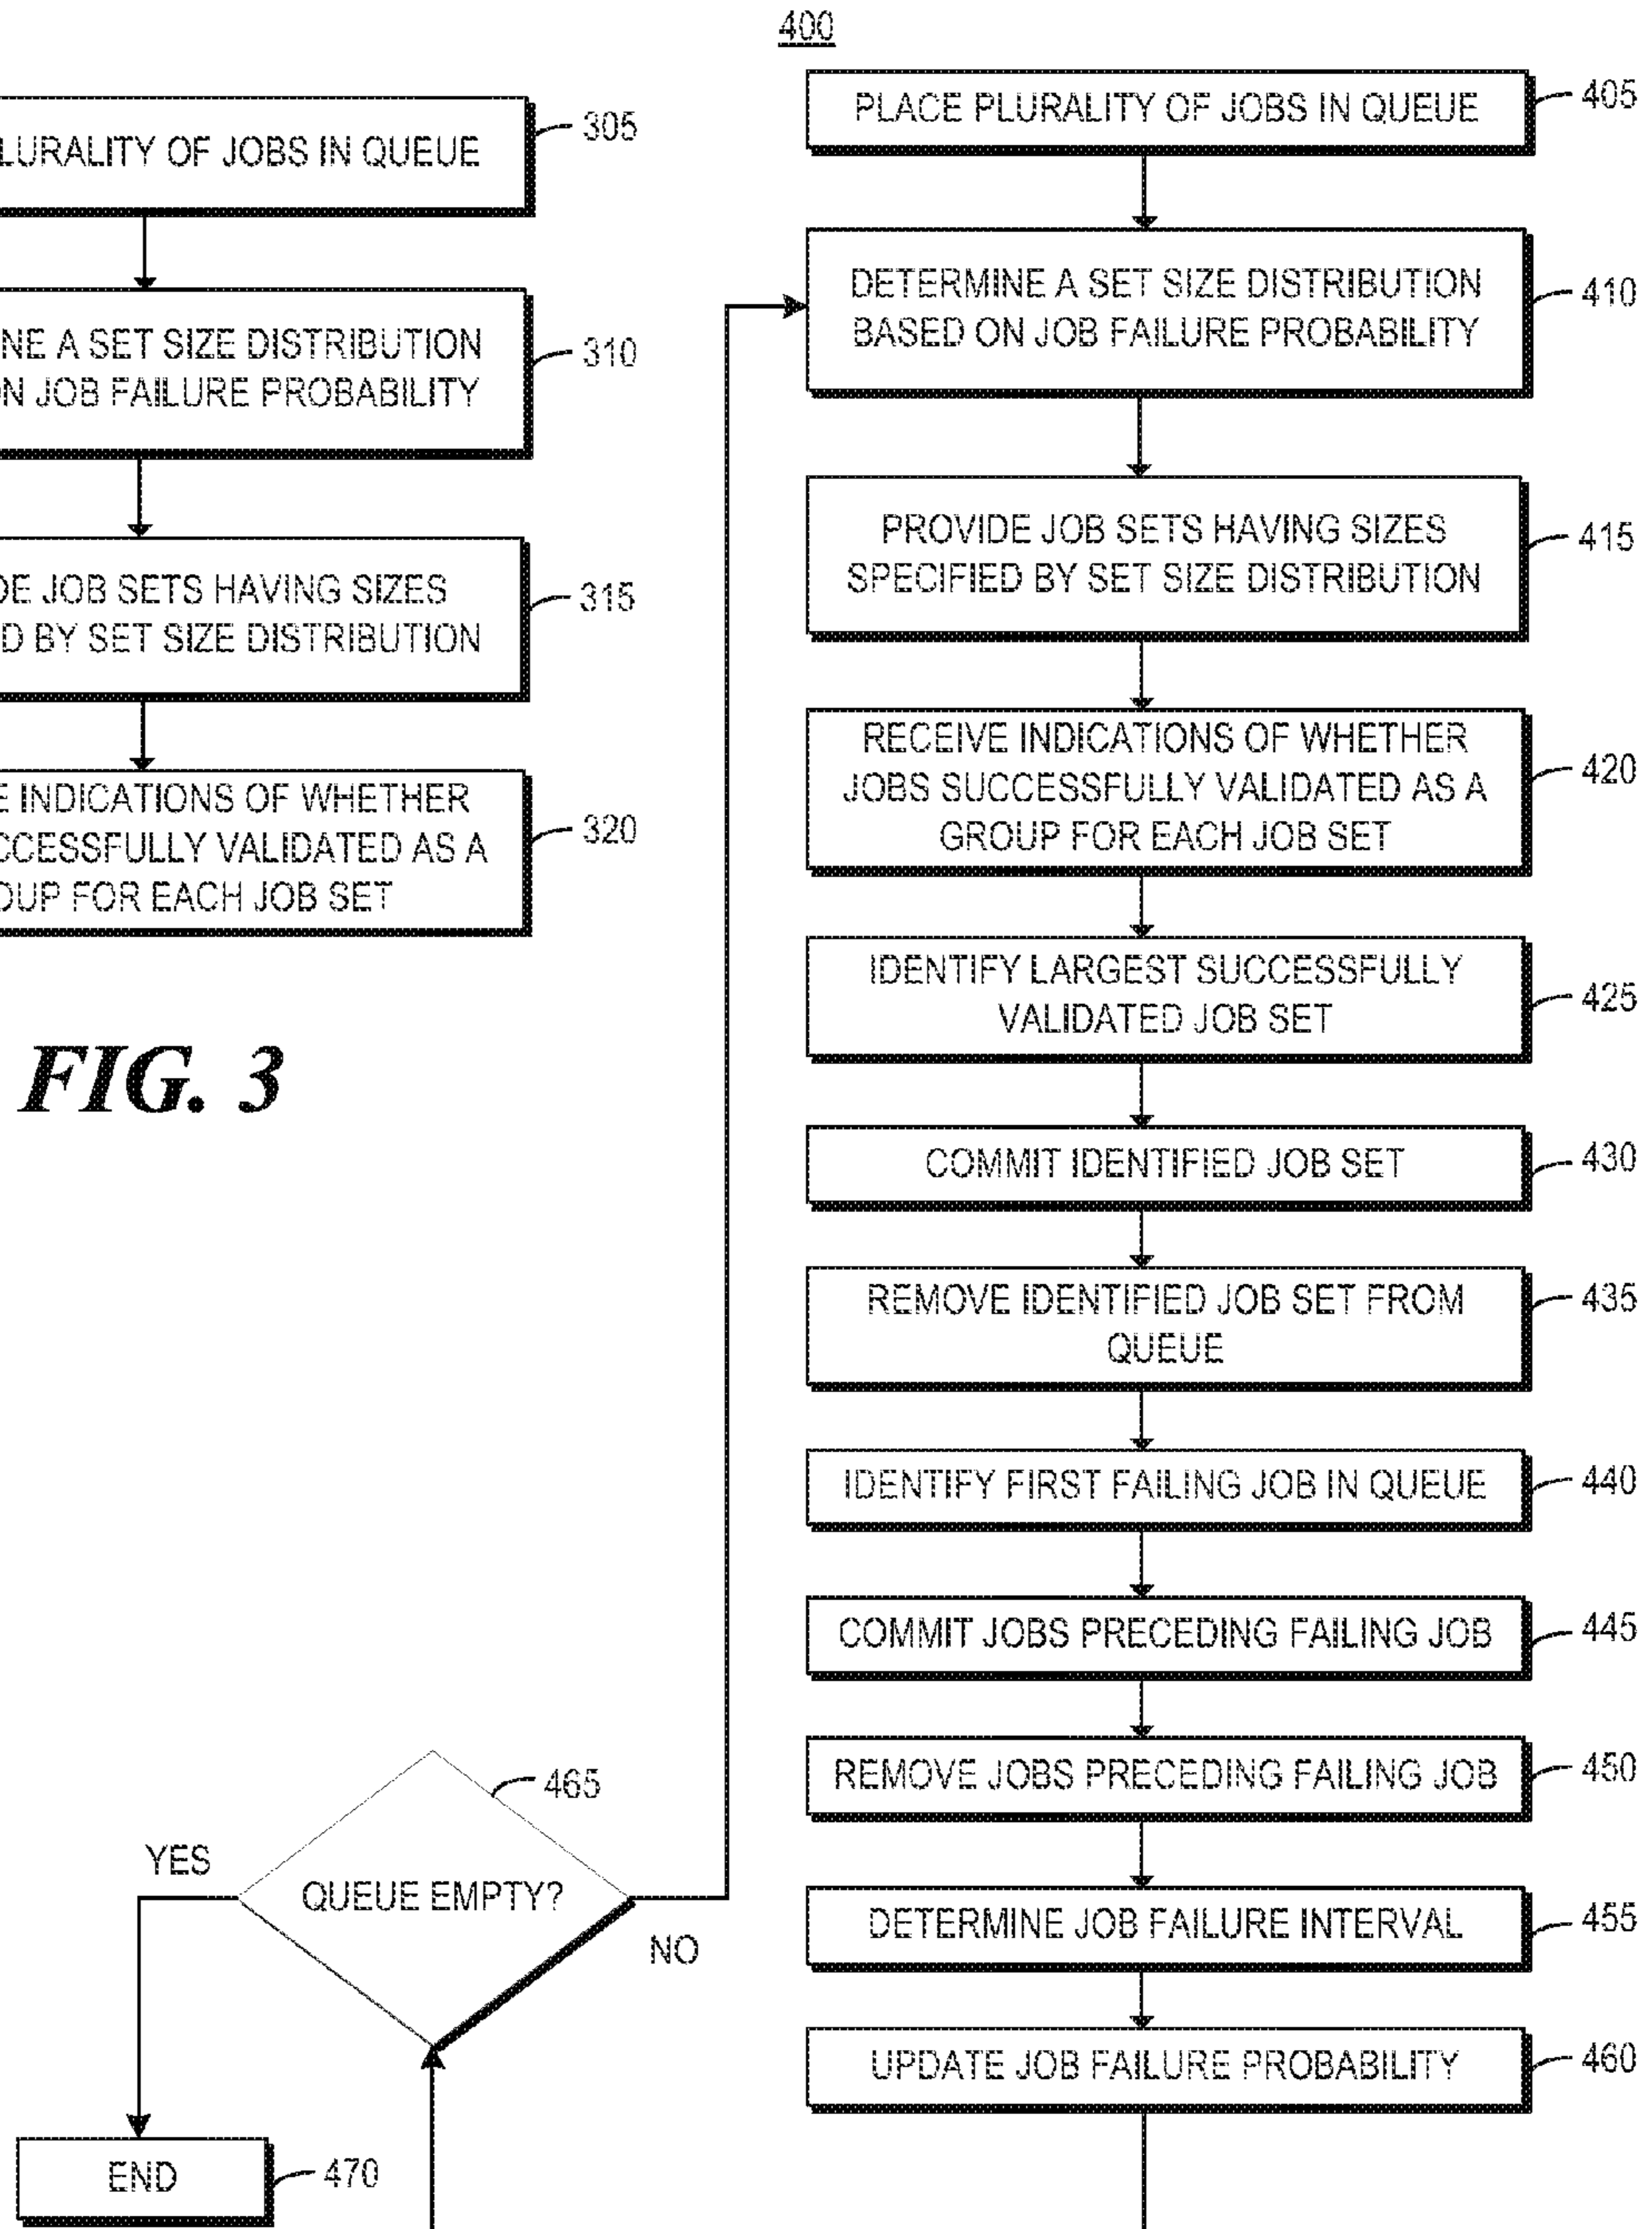 LURALITY OF JOBS IN QUEUE
305
NE A SET SIZE DISTRIBUTION
N JOB FAILURE PROBABILITY
310
DE JOB SETS HAVING SIZES
D BY SET SIZE DISTRIBUTION
315
E INDICATIONS OF WHETHER
CCESSFULLY VALIDATED AS A
OUP FOR EACH JOB SET
320
FIG. 3
400
PLACE PLURALITY OF JOBS IN QUEUE
405
DETERMINE A SET SIZE DISTRIBUTION
BASED ON JOB FAILURE PROBABILITY
410
PROVIDE JOB SETS HAVING SIZES
SPECIFIED BY SET SIZE DISTRIBUTION
415
RECEIVE INDICATIONS OF WHETHER
JOBS SUCCESSFULLY VALIDATED AS A
GROUP FOR EACH JOB SET
420
IDENTIFY LARGEST SUCCESSFULLY
VALIDATED JOB SET
425
COMMIT IDENTIFIED JOB SET
430
REMOVE IDENTIFIED JOB SET FROM
QUEUE
435
IDENTIFY FIRST FAILING JOB IN QUEUE
440
COMMIT JOBS PRECEDING FAILING JOB
445
REMOVE JOBS PRECEDING FAILING JOB
450
DETERMINE JOB FAILURE INTERVAL
455
UPDATE JOB FAILURE PROBABILITY
460
465
QUEUE EMPTY?
YES
NO
END
470